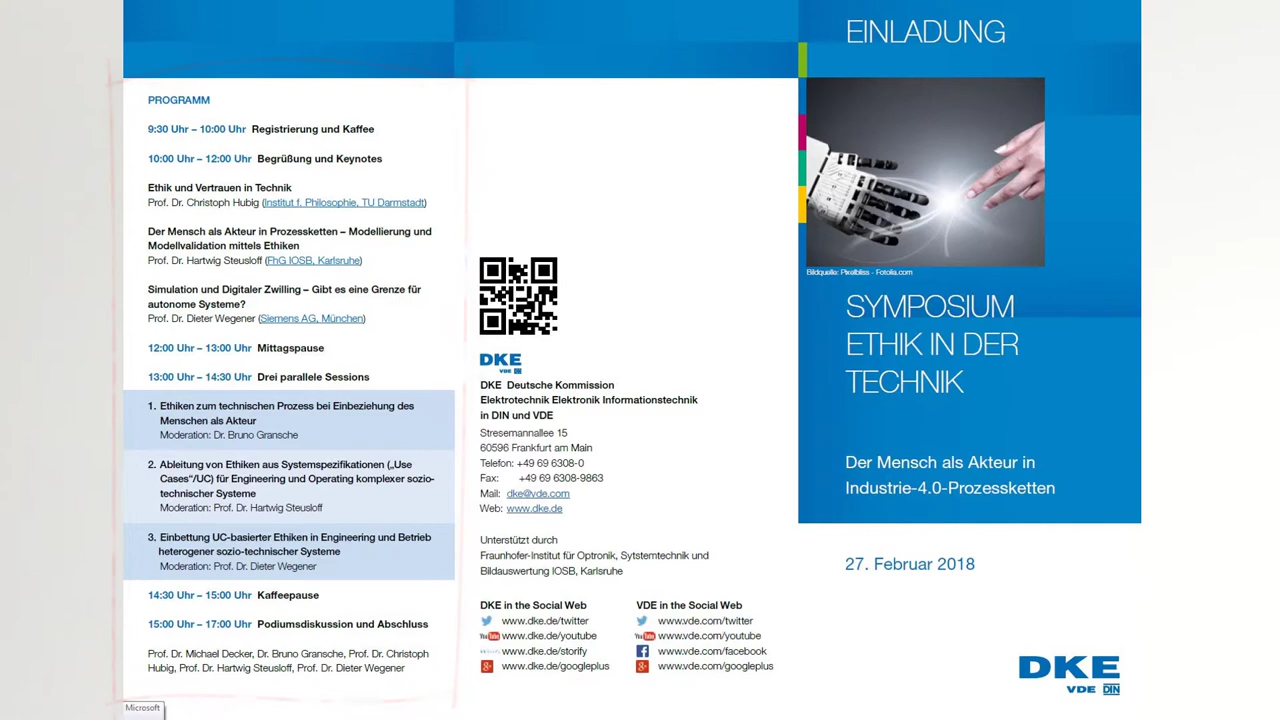 PROGRAMM
9:30 Uhr – 10:00 Uhr Registrierung und Kaffee
10:00 Uhr – 12:00 Uhr Begrüßung und Keynotes
Ethik und Vertrauen in Technik
Prof. Dr. Christoph Hubig (Institut f. Philosophie, TU Darmstadt)
Der Mensch als Akteur in Prozessketten – Modellierung und
Modellvalidation mittels Ethiken
Prof. Dr. Hartwig Steusloff (FhG IOSB, Karlsruhe)
Simulation und Digitaler Zwilling – Gibt es eine Grenze für
autonome Systeme?
Prof. Dr. Dieter Wegener (Siemens AG, München)
12:00 Uhr – 13:00 Uhr Mittagspause
13:00 Uhr – 14:30 Uhr Drei parallele Sessions
1. Ethiken zum technischen Prozess bei Einbeziehung des
Menschen als Akteur
Moderation: Dr. Bruno Gransche
2. Ableitung von Ethiken aus Systemspezifikationen („Use
Cases“/UC) für Engineering und Operating komplexer sozio-
technischer Systeme
Moderation: Prof. Dr. Hartwig Steusloff
3. Einbettung UC-basierter Ethiken in Engineering und Betrieb
heterogener sozio-technischer Systeme
Moderation: Prof. Dr. Dieter Wegener
14:30 Uhr – 15:00 Uhr Kaffeepause
15:00 Uhr – 17:00 Uhr Podiumsdiskussion und Abschluss
Prof. Dr. Michael Decker, Dr. Bruno Gransche, Prof. Dr. Christoph
Hubig, Prof. Dr. Hartwig Steusloff, Prof. Dr. Dieter Wegener
Microsoft
DKE
VDE DIN
DKE Deutsche Kommission
Elektrotechnik Elektronik Informationstechnik
in DIN und VDE
Stresemannallee 15
60596 Frankfurt am Main
Telefon: +49 69 6308-0
Fax: +49 69 6308-9863
Mail: dke@vde.com
Web: www.dke.de
Unterstützt durch
Fraunhofer-Institut für Optronik, Sytstemtechnik und
Bildauswertung IOSB, Karlsruhe
DKE in the Social Web
www.dke.de/twitter
YouTube www.dke.de/youtube
www.dke.de/storify
www.dke.de/googleplus
VDE in the Social Web
www.vde.com/twitter
YouTube www.vde.com/youtube
www.vde.com/facebook
www.vde.com/googleplus
EINLADUNG
Bildquelle: Pixelbliss - Fotolia.com
SYMPOSIUM
ETHIK IN DER
TECHNIK
Der Mensch als Akteur in
Industrie-4.0-Prozessketten
27. Februar 2018
DKE
VDE DIN